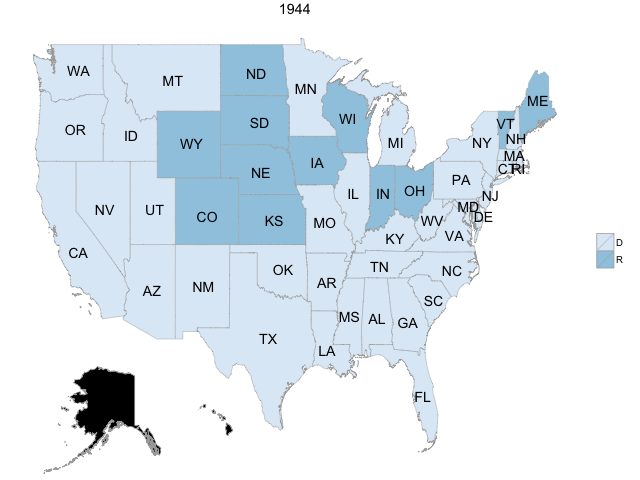 1944
WA
MT
ND
MN
ME
OR
ID
SD
WI
VT
NH
WY
MI
NY
MA
CT
RI
NE
IA
PA
NV
UT
CO
KS
IL
IN
OH
NJ
MD
DE
MO
WV
VA
CA
KY
AZ
NM
OK
TN
NC
AR
SC
MS
AL
GA
TX
LA
FL
D
R